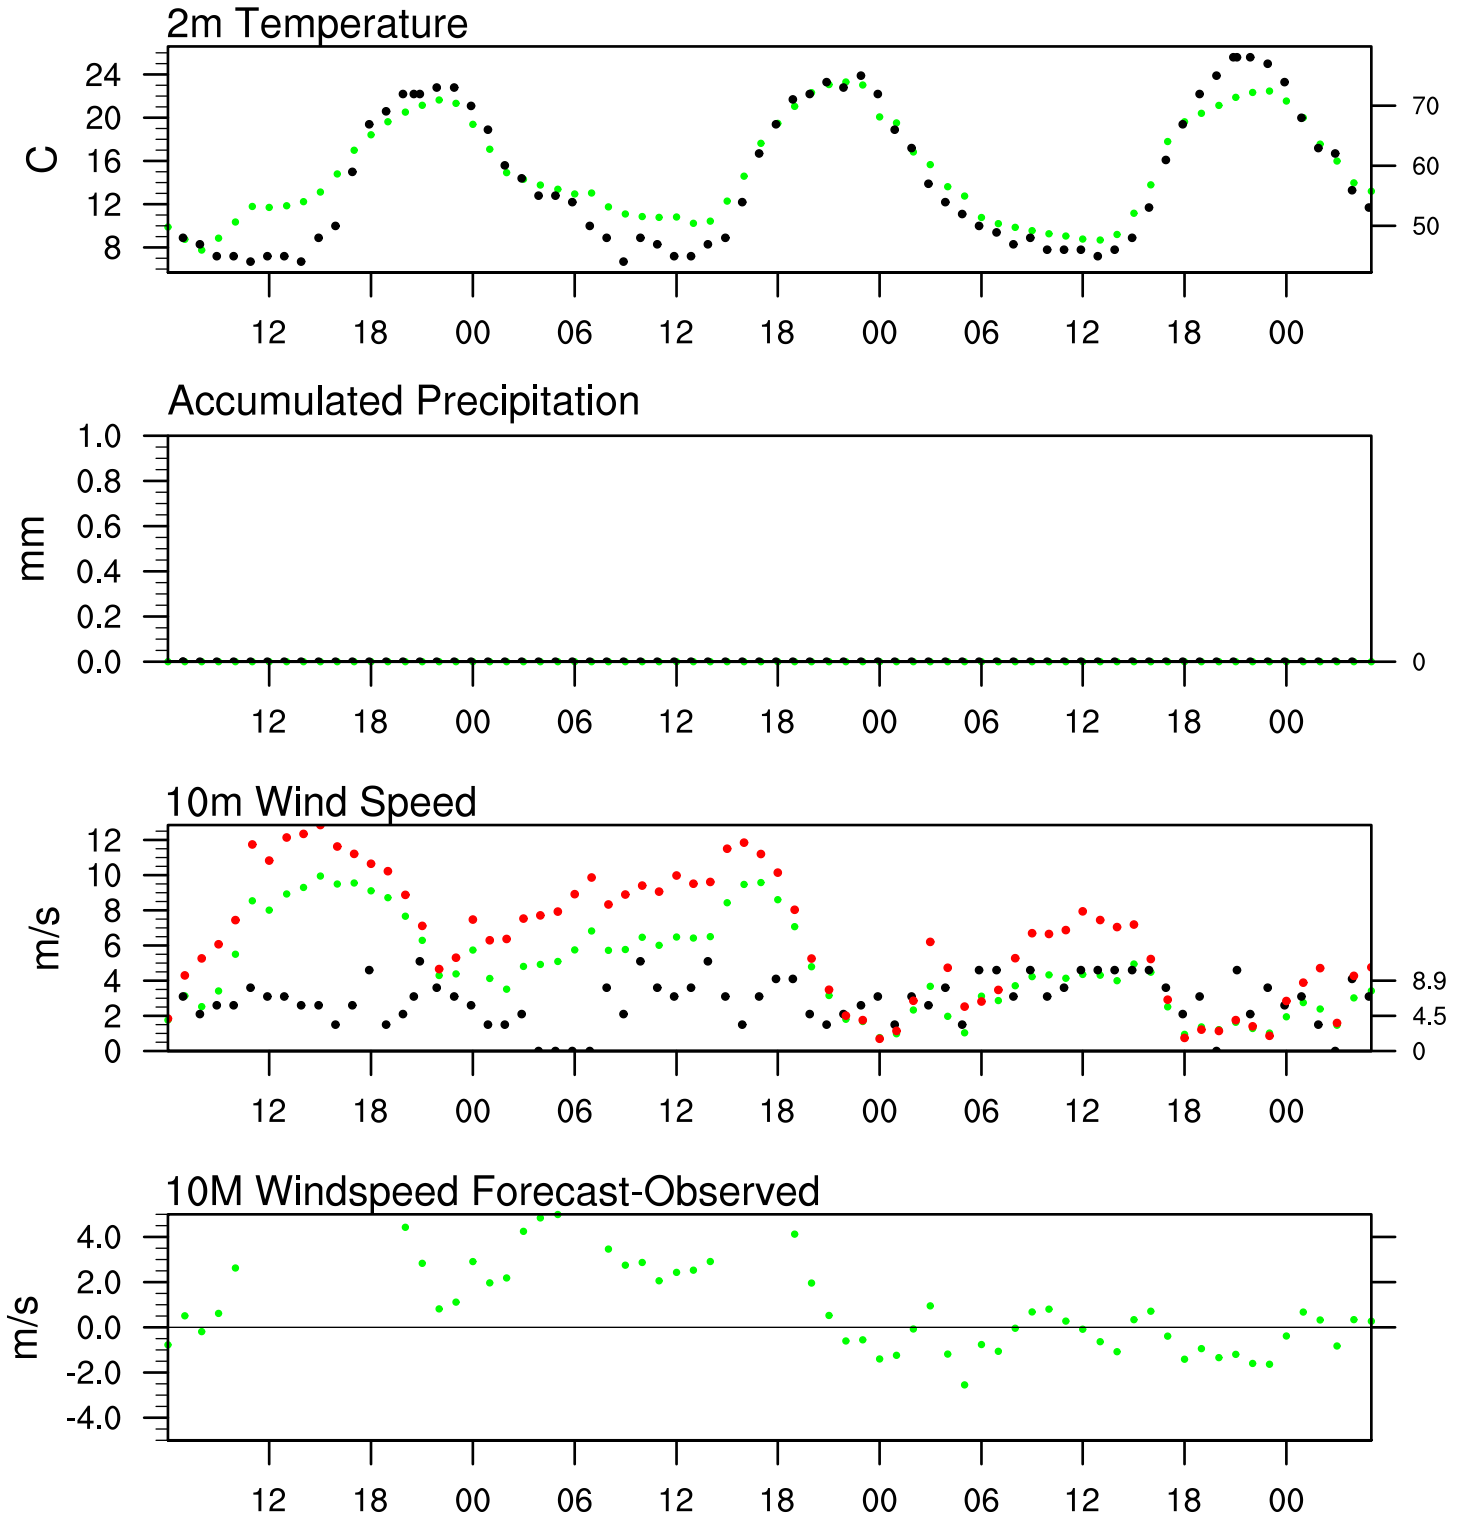 2m Temperature
24
20
16
12
8
C
70
60
50
12 18 00 06 12 18 00 06 12 18 00
Accumulated Precipitation
1.0
0.8
0.6
0.4
0.2
0.0
mm
0
12 18 00 06 12 18 00 06 12 18 00
10m Wind Speed
12
10
8
6
4
2
0
m/s
8.9
4.5
0
12 18 00 06 12 18 00 06 12 18 00
10M Windspeed Forecast-Observed
4.0
2.0
0.0
-2.0
-4.0
m/s
12 18 00 06 12 18 00 06 12 18 00